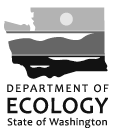 DEPARTMENT OF
ECOLOGY
State of Washington